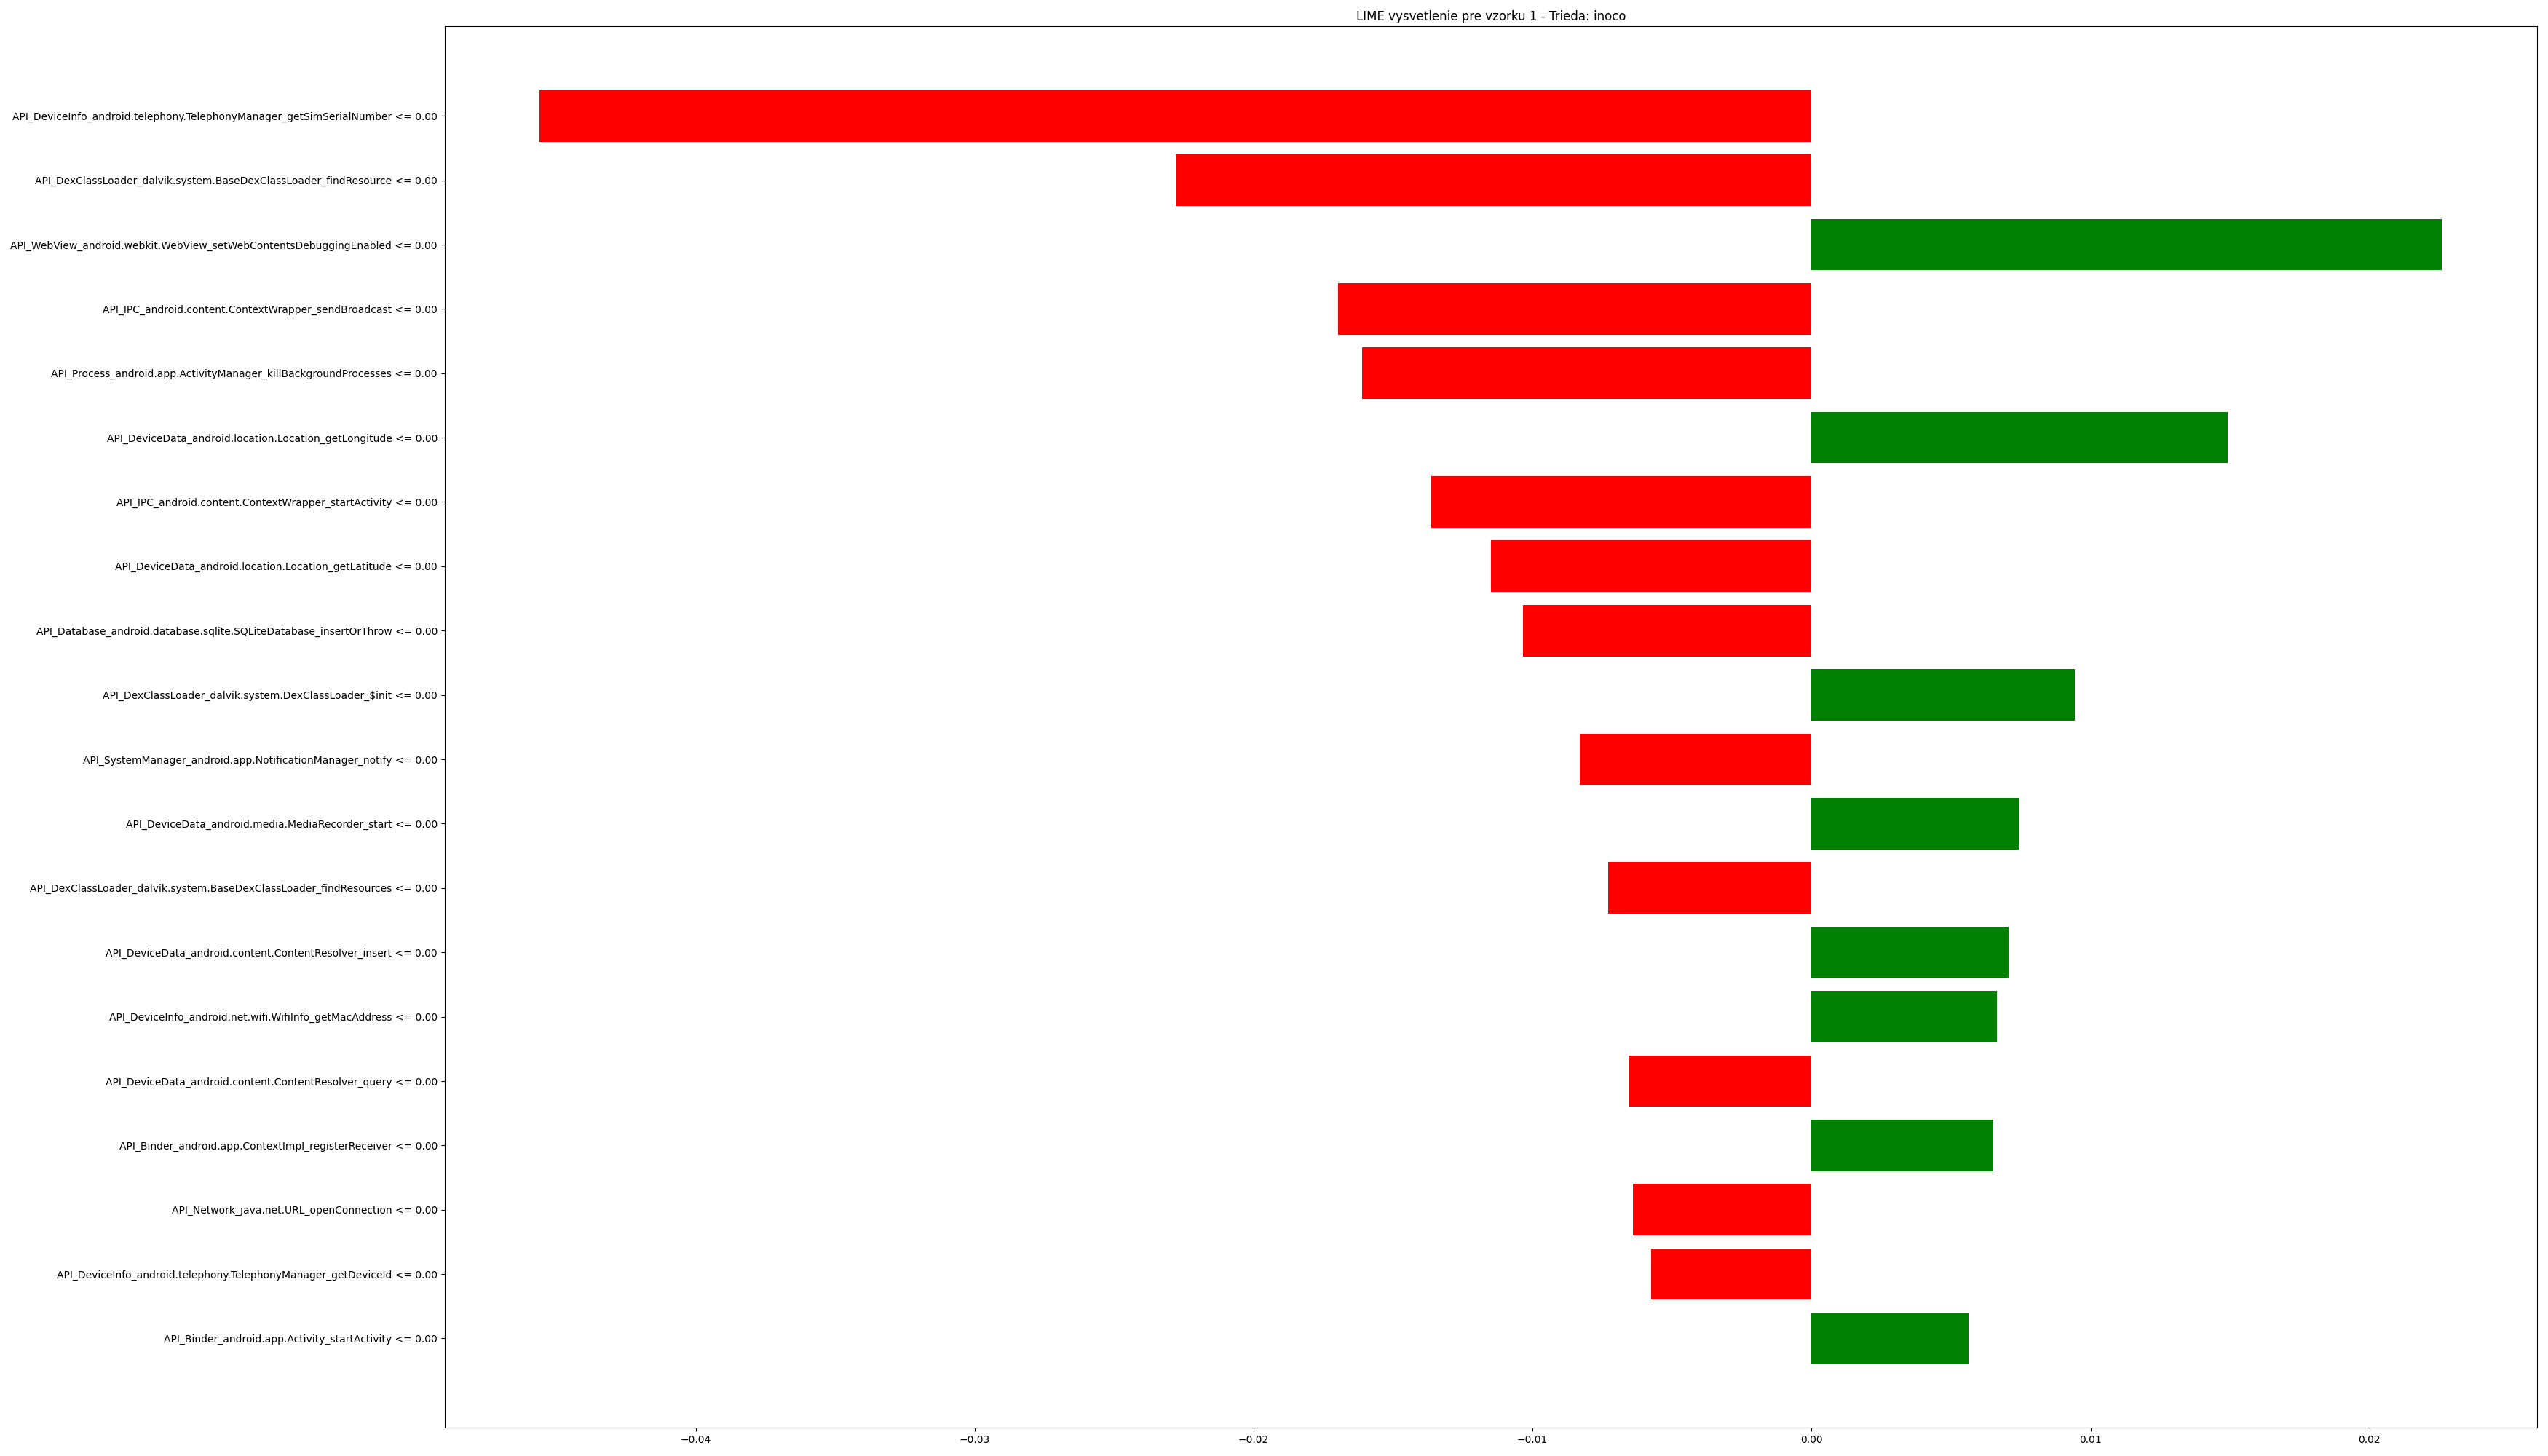 LIME vysvetlenie pre vzorku 1 - Trieda: inoco
API_DeviceInfo_android.telephony.TelephonyManager_getSimSerialNumber <= 0.00
API_DexClassLoader_dalvik.system.BaseDexClassLoader_findResource <= 0.00
API_WebView_android.webkit.WebView_setWebContentsDebuggingEnabled <= 0.00
API_IPC_android.content.ContextWrapper_sendBroadcast <= 0.00
API_Process_android.app.ActivityManager_killBackgroundProcesses <= 0.00
API_DeviceData_android.location.Location_getLongitude <= 0.00
API_IPC_android.content.ContextWrapper_startActivity <= 0.00
API_DeviceData_android.location.Location_getLatitude <= 0.00
API_Database_android.database.sqlite.SQLiteDatabase_insertOrThrow <= 0.00
API_DexClassLoader_dalvik.system.DexClassLoader_$init <= 0.00
API_SystemManager_android.app.NotificationManager_notify <= 0.00
API_DeviceData_android.media.MediaRecorder_start <= 0.00
API_DexClassLoader_dalvik.system.BaseDexClassLoader_findResources <= 0.00
API_DeviceData_android.content.ContentResolver_insert <= 0.00
API_DeviceInfo_android.net.wifi.WifiInfo_getMacAddress <= 0.00
API_DeviceData_android.content.ContentResolver_query <= 0.00
API_Binder_android.app.ContextImpl_registerReceiver <= 0.00
API_Network_java.net.URL_openConnection <= 0.00
API_DeviceInfo_android.telephony.TelephonyManager_getDeviceId <= 0.00
API_Binder_android.app.Activity_startActivity <= 0.00
−0.04 −0.03 −0.02 −0.01 0.00 0.01 0.02